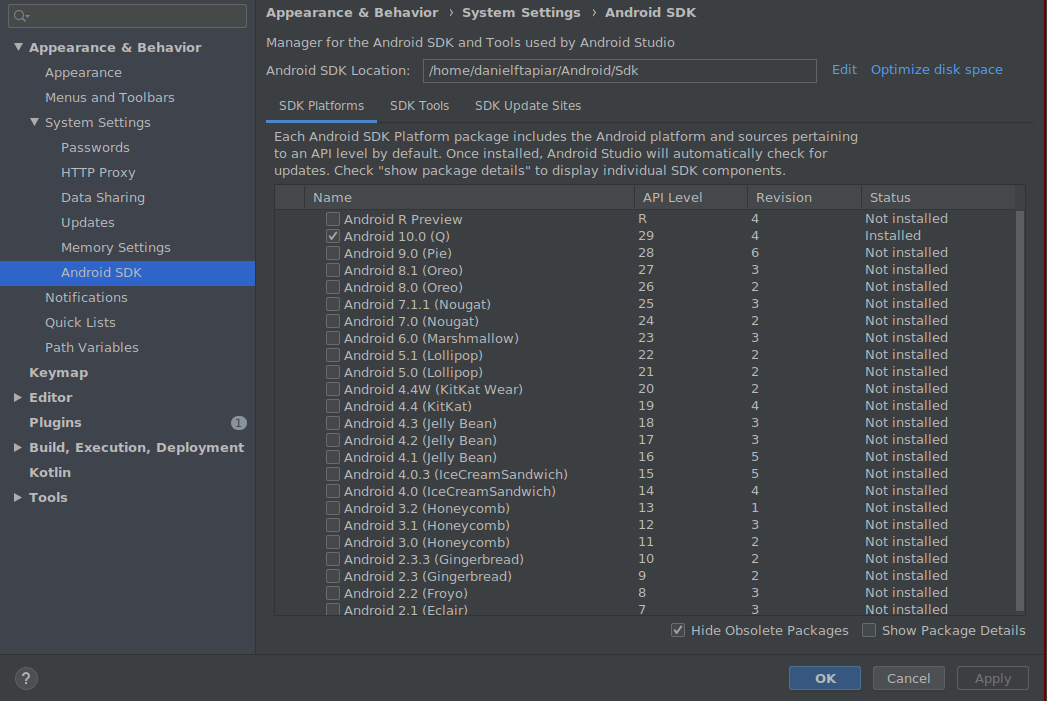 Appearance & Behavior › System Settings › Android SDK
Appearance & Behavior
Appearance
Menus and Toolbars
System Settings
Passwords
HTTP Proxy
Data Sharing
Updates
Memory Settings
Android SDK
Notifications
Quick Lists
Path Variables
Keymap
Editor
Plugins 1
Build, Execution, Deployment
Kotlin
Tools
Manager for the Android SDK and Tools used by Android Studio
Android SDK Location: /home/danielftapiar/Android/Sdk Edit Optimize disk space
SDK Platforms SDK Tools SDK Update Sites
Each Android SDK Platform package includes the Android platform and sources pertaining
to an API level by default. Once installed, Android Studio will automatically check for
updates. Check "show package details" to display individual SDK components.
Name API Level Revision Status
Android R Preview R 4 Not installed
Android 10.0 (Q) 29 4 Installed
Android 9.0 (Pie) 28 6 Not installed
Android 8.1 (Oreo) 27 3 Not installed
Android 8.0 (Oreo) 26 2 Not installed
Android 7.1.1 (Nougat) 25 3 Not installed
Android 7.0 (Nougat) 24 2 Not installed
Android 6.0 (Marshmallow) 23 3 Not installed
Android 5.1 (Lollipop) 22 2 Not installed
Android 5.0 (Lollipop) 21 2 Not installed
Android 4.4W (KitKat Wear) 20 2 Not installed
Android 4.4 (KitKat) 19 4 Not installed
Android 4.3 (Jelly Bean) 18 3 Not installed
Android 4.2 (Jelly Bean) 17 3 Not installed
Android 4.1 (Jelly Bean) 16 5 Not installed
Android 4.0.3 (IceCreamSandwich) 15 5 Not installed
Android 4.0 (IceCreamSandwich) 14 4 Not installed
Android 3.2 (Honeycomb) 13 1 Not installed
Android 3.1 (Honeycomb) 12 3 Not installed
Android 3.0 (Honeycomb) 11 2 Not installed
Android 2.3.3 (Gingerbread) 10 2 Not installed
Android 2.3 (Gingerbread) 9 2 Not installed
Android 2.2 (Froyo) 8 3 Not installed
Android 2.1 (Eclair) 7 3 Not installed
Hide Obsolete Packages Show Package Details
? OK Cancel Apply